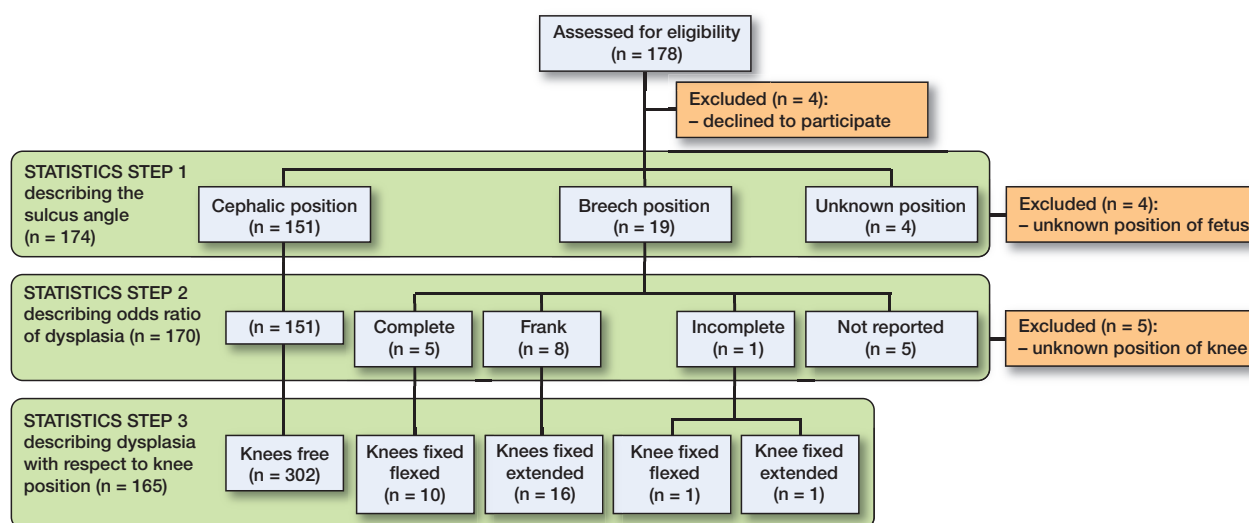 Assessed for eligibility
(n = 178)
Excluded (n = 4):
– declined to participate
STATISTICS STEP 1
describing the
sulcus angle
(n = 174)
Cephalic position
(n = 151)
Breech position
(n = 19)
Unknown position
(n = 4)
Excluded (n = 4):
– unknown position of fetus
STATISTICS STEP 2
describing odds ratio
of dysplasia (n = 170)
(n = 151)
Complete
(n = 5)
Frank
(n = 8)
Incomplete
(n = 1)
Not reported
(n = 5)
Excluded (n = 5):
– unknown position of knee
STATISTICS STEP 3
describing dysplasia
with respect to knee
position (n = 165)
Knees free
(n = 302)
Knees fixed
flexed
(n = 10)
Knees fixed
extended
(n = 16)
Knee fixed
flexed
(n = 1)
Knee fixed
extended
(n = 1)